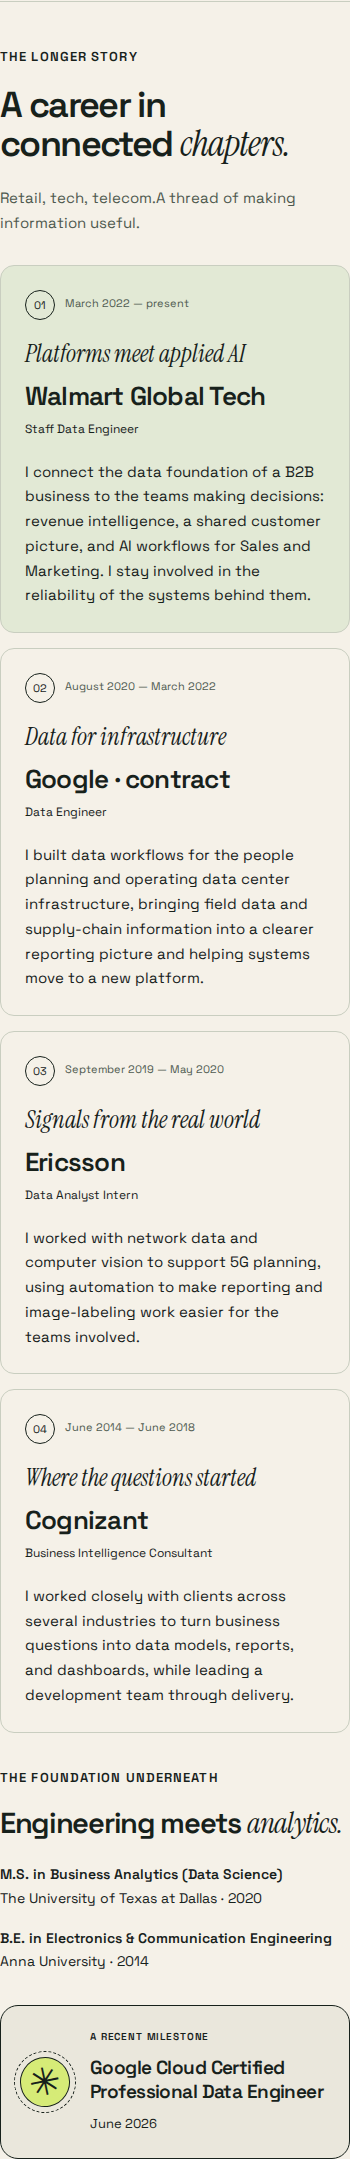 THE LONGER STORY
A career in
connected chapters.
Retail, tech, telecom.A thread of making
information useful.
01 March 2022 — present
Platforms meet applied AI
Walmart Global Tech
Staff Data Engineer
I connect the data foundation of a B2B
business to the teams making decisions:
revenue intelligence, a shared customer
picture, and AI workflows for Sales and
Marketing. I stay involved in the
reliability of the systems behind them.
02 August 2020 — March 2022
Data for infrastructure
Google · contract
Data Engineer
I built data workflows for the people
planning and operating data center
infrastructure, bringing field data and
supply-chain information into a clearer
reporting picture and helping systems
move to a new platform.
03 September 2019 — May 2020
Signals from the real world
Ericsson
Data Analyst Intern
I worked with network data and
computer vision to support 5G planning,
using automation to make reporting and
image-labeling work easier for the
teams involved.
04 June 2014 — June 2018
Where the questions started
Cognizant
Business Intelligence Consultant
I worked closely with clients across
several industries to turn business
questions into data models, reports,
and dashboards, while leading a
development team through delivery.
THE FOUNDATION UNDERNEATH
Engineering meets analytics.
M.S. in Business Analytics (Data Science)
The University of Texas at Dallas · 2020
B.E. in Electronics & Communication Engineering
Anna University · 2014
A RECENT MILESTONE
Google Cloud Certified
Professional Data Engineer
June 2026